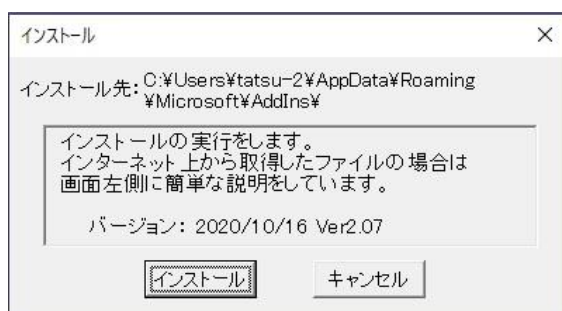 インストール
インストール先: C:¥Users¥tatsu-2¥AppData¥Roaming
¥Microsoft¥AddIns¥
インストールの実行をします。
インターネット上から取得したファイルの場合は
画面左側に簡単な説明をしています。
バージョン: 2020/10/16 Ver2.07
インストール
キャンセル